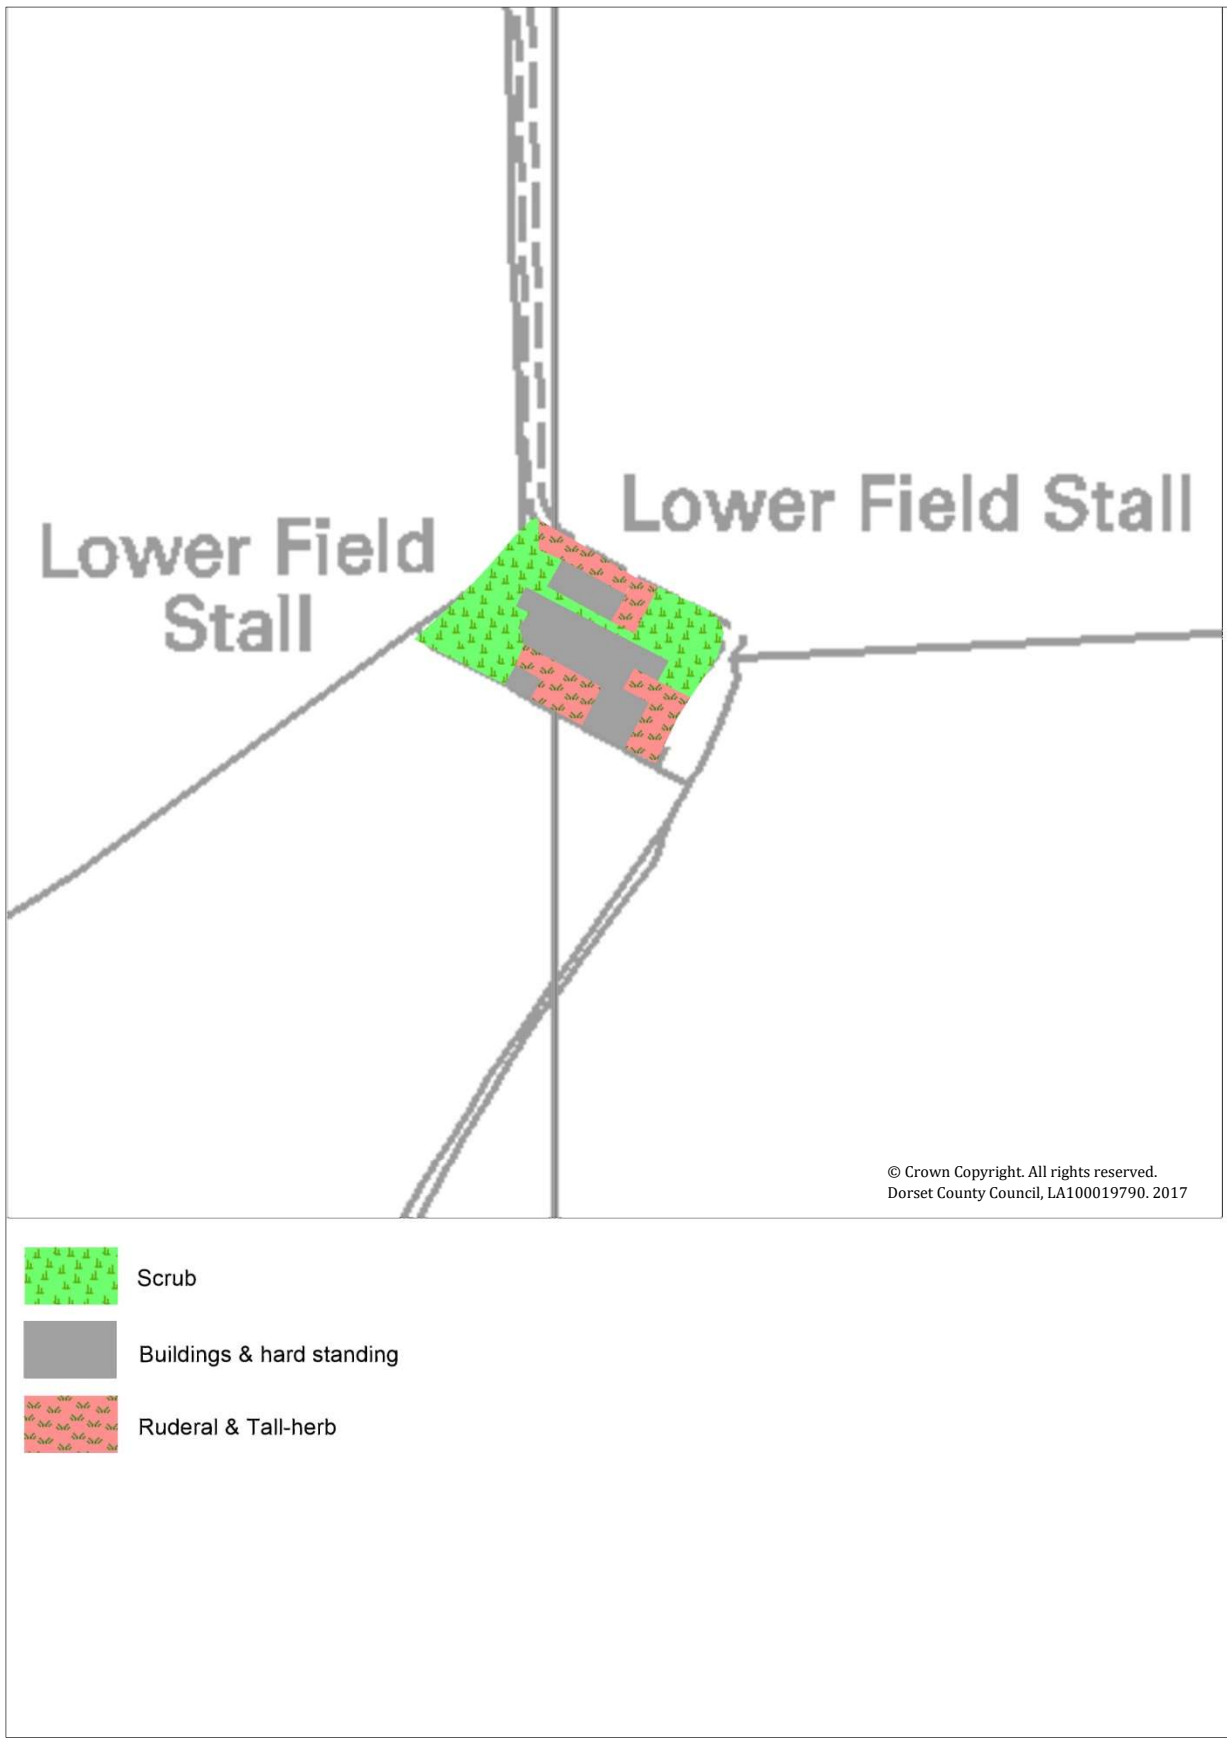 Lower Field Stall
Lower Field
Stall
© Crown Copyright. All rights reserved.
Dorset County Council, LA100019790. 2017
Scrub
Buildings & hard standing
Ruderal & Tall-herb